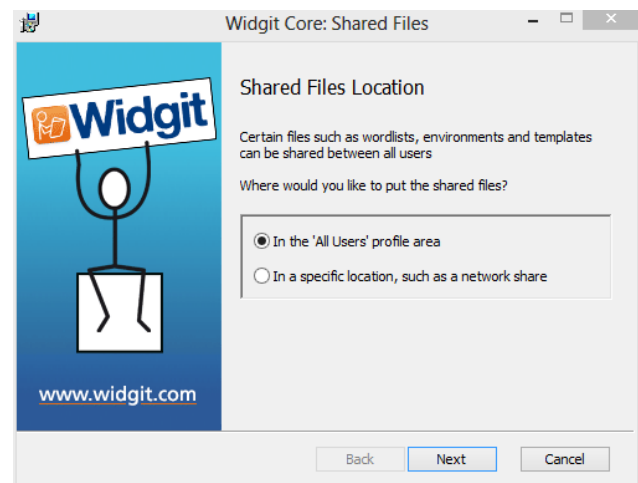 Widgit Core: Shared Files
Widgit
Shared Files Location
Certain files such as wordlists, environments and templates
can be shared between all users
Where would you like to put the shared files?
In the 'All Users' profile area
In a specific location, such as a network share
www.widgit.com
Back Next Cancel